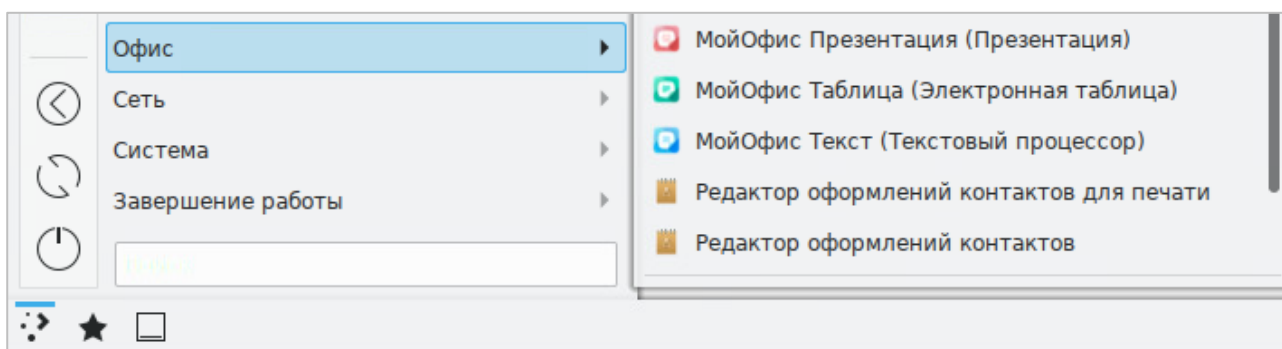 Офис
Сеть
Система
Завершение работы
МойОфис Презентация (Презентация)
МойОфис Таблица (Электронная таблица)
МойОфис Текст (Текстовый процессор)
Редактор оформлений контактов для печати
Редактор оформлений контактов